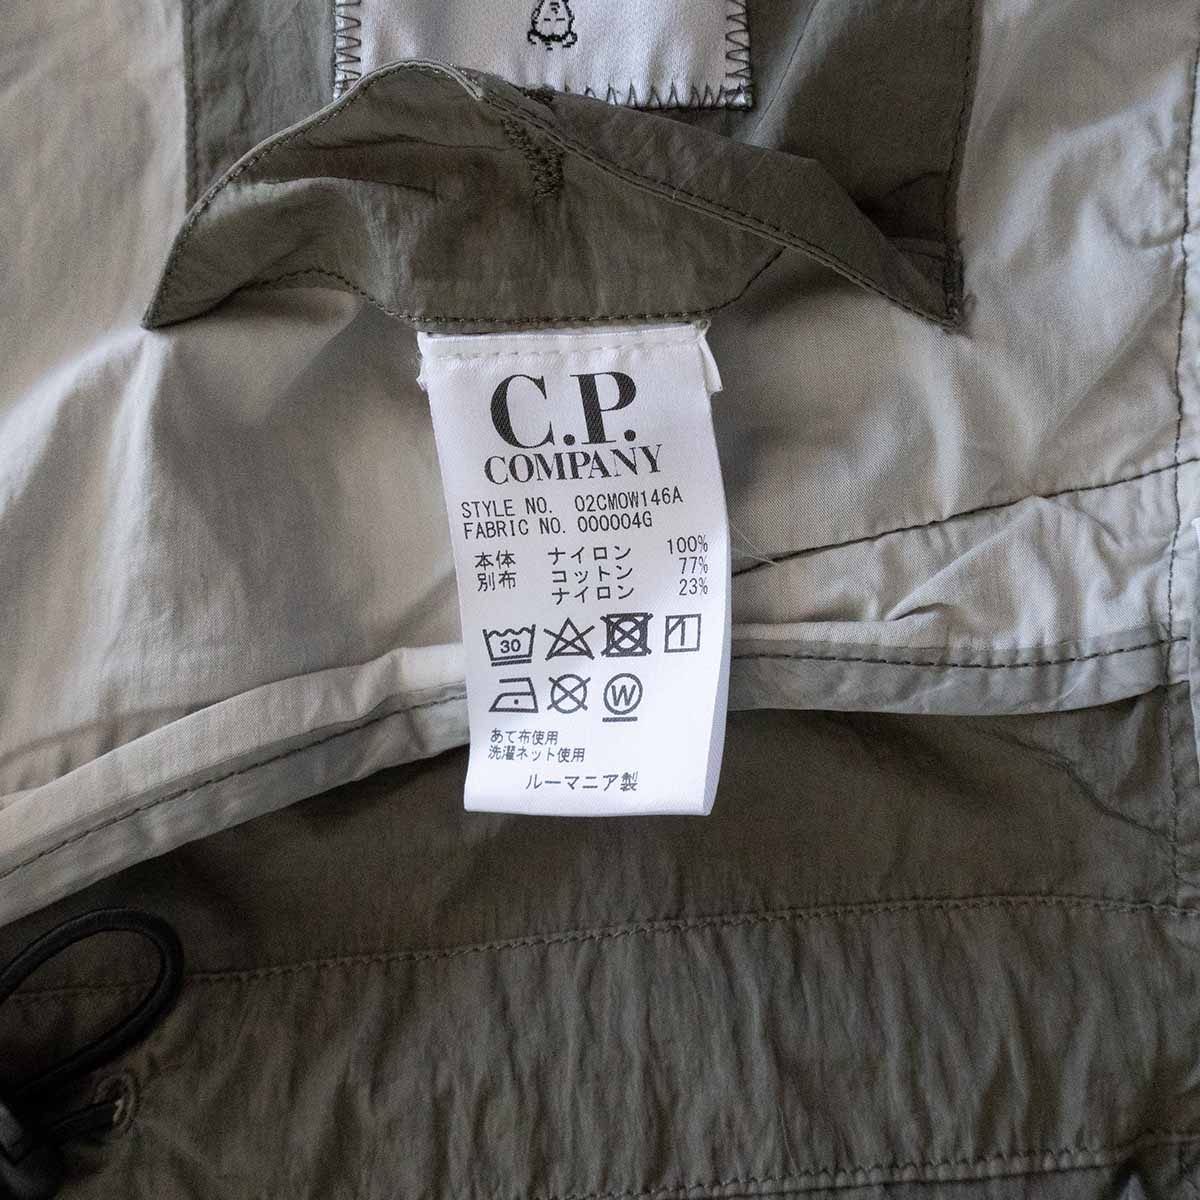 C.P.
COMPANY
STYLE NO. 02CMOW146A
FABRIC NO. 000004G
本体 ナイロン 100%
別布 コットン 77%
ナイロン 23%
30
W
あて布使用
洗濯ネット使用
ルーマニア製